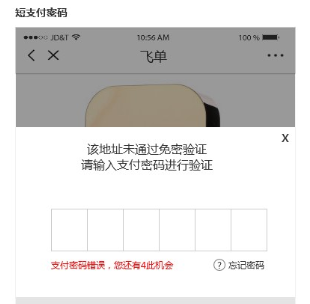 短支付密码
JD&T 10:56 AM 100 %
飞单
X
该地址未通过免密验证
请输入支付密码进行验证
支付密码错误，您还有4此机会 ? 忘记密码